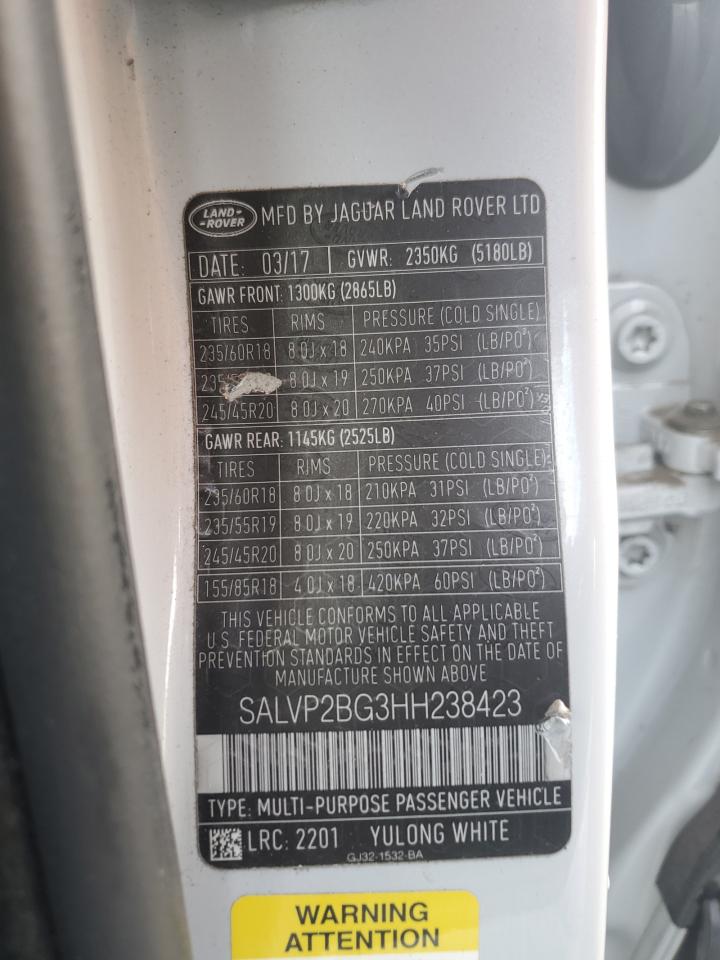 LAND-
-ROVER
MFD BY JAGUAR LAND ROVER LTD
DATE: 03/17 GVWR: 2350KG (5180LB)
GAWR FRONT: 1300KG (2865LB)
TIRES RIMS PRESSURE (COLD SINGLE)
235/60R18 8.0J x 18 240KPA 35PSI (LB/PO²)
8.0J x 19 250KPA 37PSI (LB/PO²)
245/45R20 8.0J x 20 270KPA 40PSI (LB/PO²)
GAWR REAR: 1145KG (2525LB)
TIRES RIMS PRESSURE (COLD SINGLE)
235/60R18 8.0J x 18 210KPA 31PSI (LB/PO²)
235/55R19 8.0J x 19 220KPA 32PSI (LB/PO²)
245/45R20 8.0J x 20 250KPA 37PSI (LB/PO²)
155/85R18 4.0J x 18 420KPA 60PSI (LB/PO²)
THIS VEHICLE CONFORMS TO ALL APPLICABLE
U.S. FEDERAL MOTOR VEHICLE SAFETY AND THEFT
PREVENTION STANDARDS IN EFFECT ON THE DATE OF
MANUFACTURE SHOWN ABOVE
SALVP2BG3HH238423
TYPE: MULTI-PURPOSE PASSENGER VEHICLE
LRC: 2201 YULONG WHITE
GJ32-1532-BA
WARNING
ATTENTION